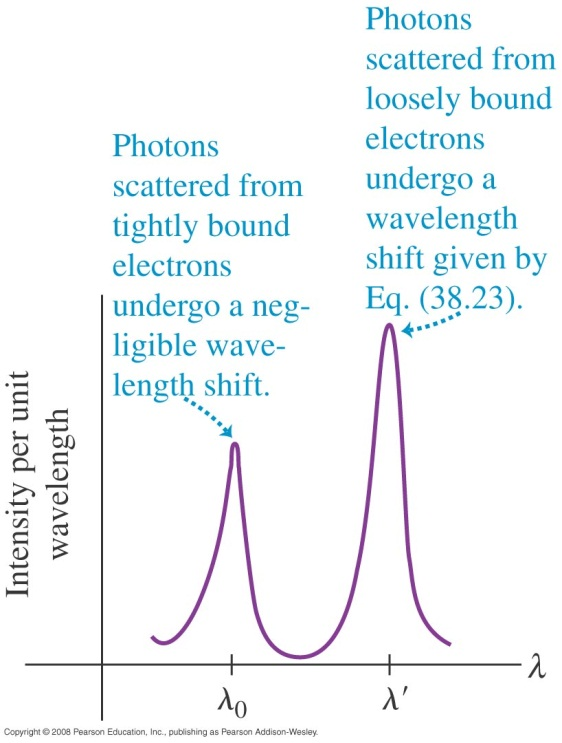 Photons
scattered from
loosely bound
electrons
undergo a
wavelength
shift given by
Eq. (38.23).
Photons
scattered from
tightly bound
electrons
undergo a neg-
ligible wave-
length shift.
Intensity per unit
wavelength
λ
λ₀
λ′
Copyright © 2008 Pearson Education, Inc., publishing as Pearson Addison-Wesley.